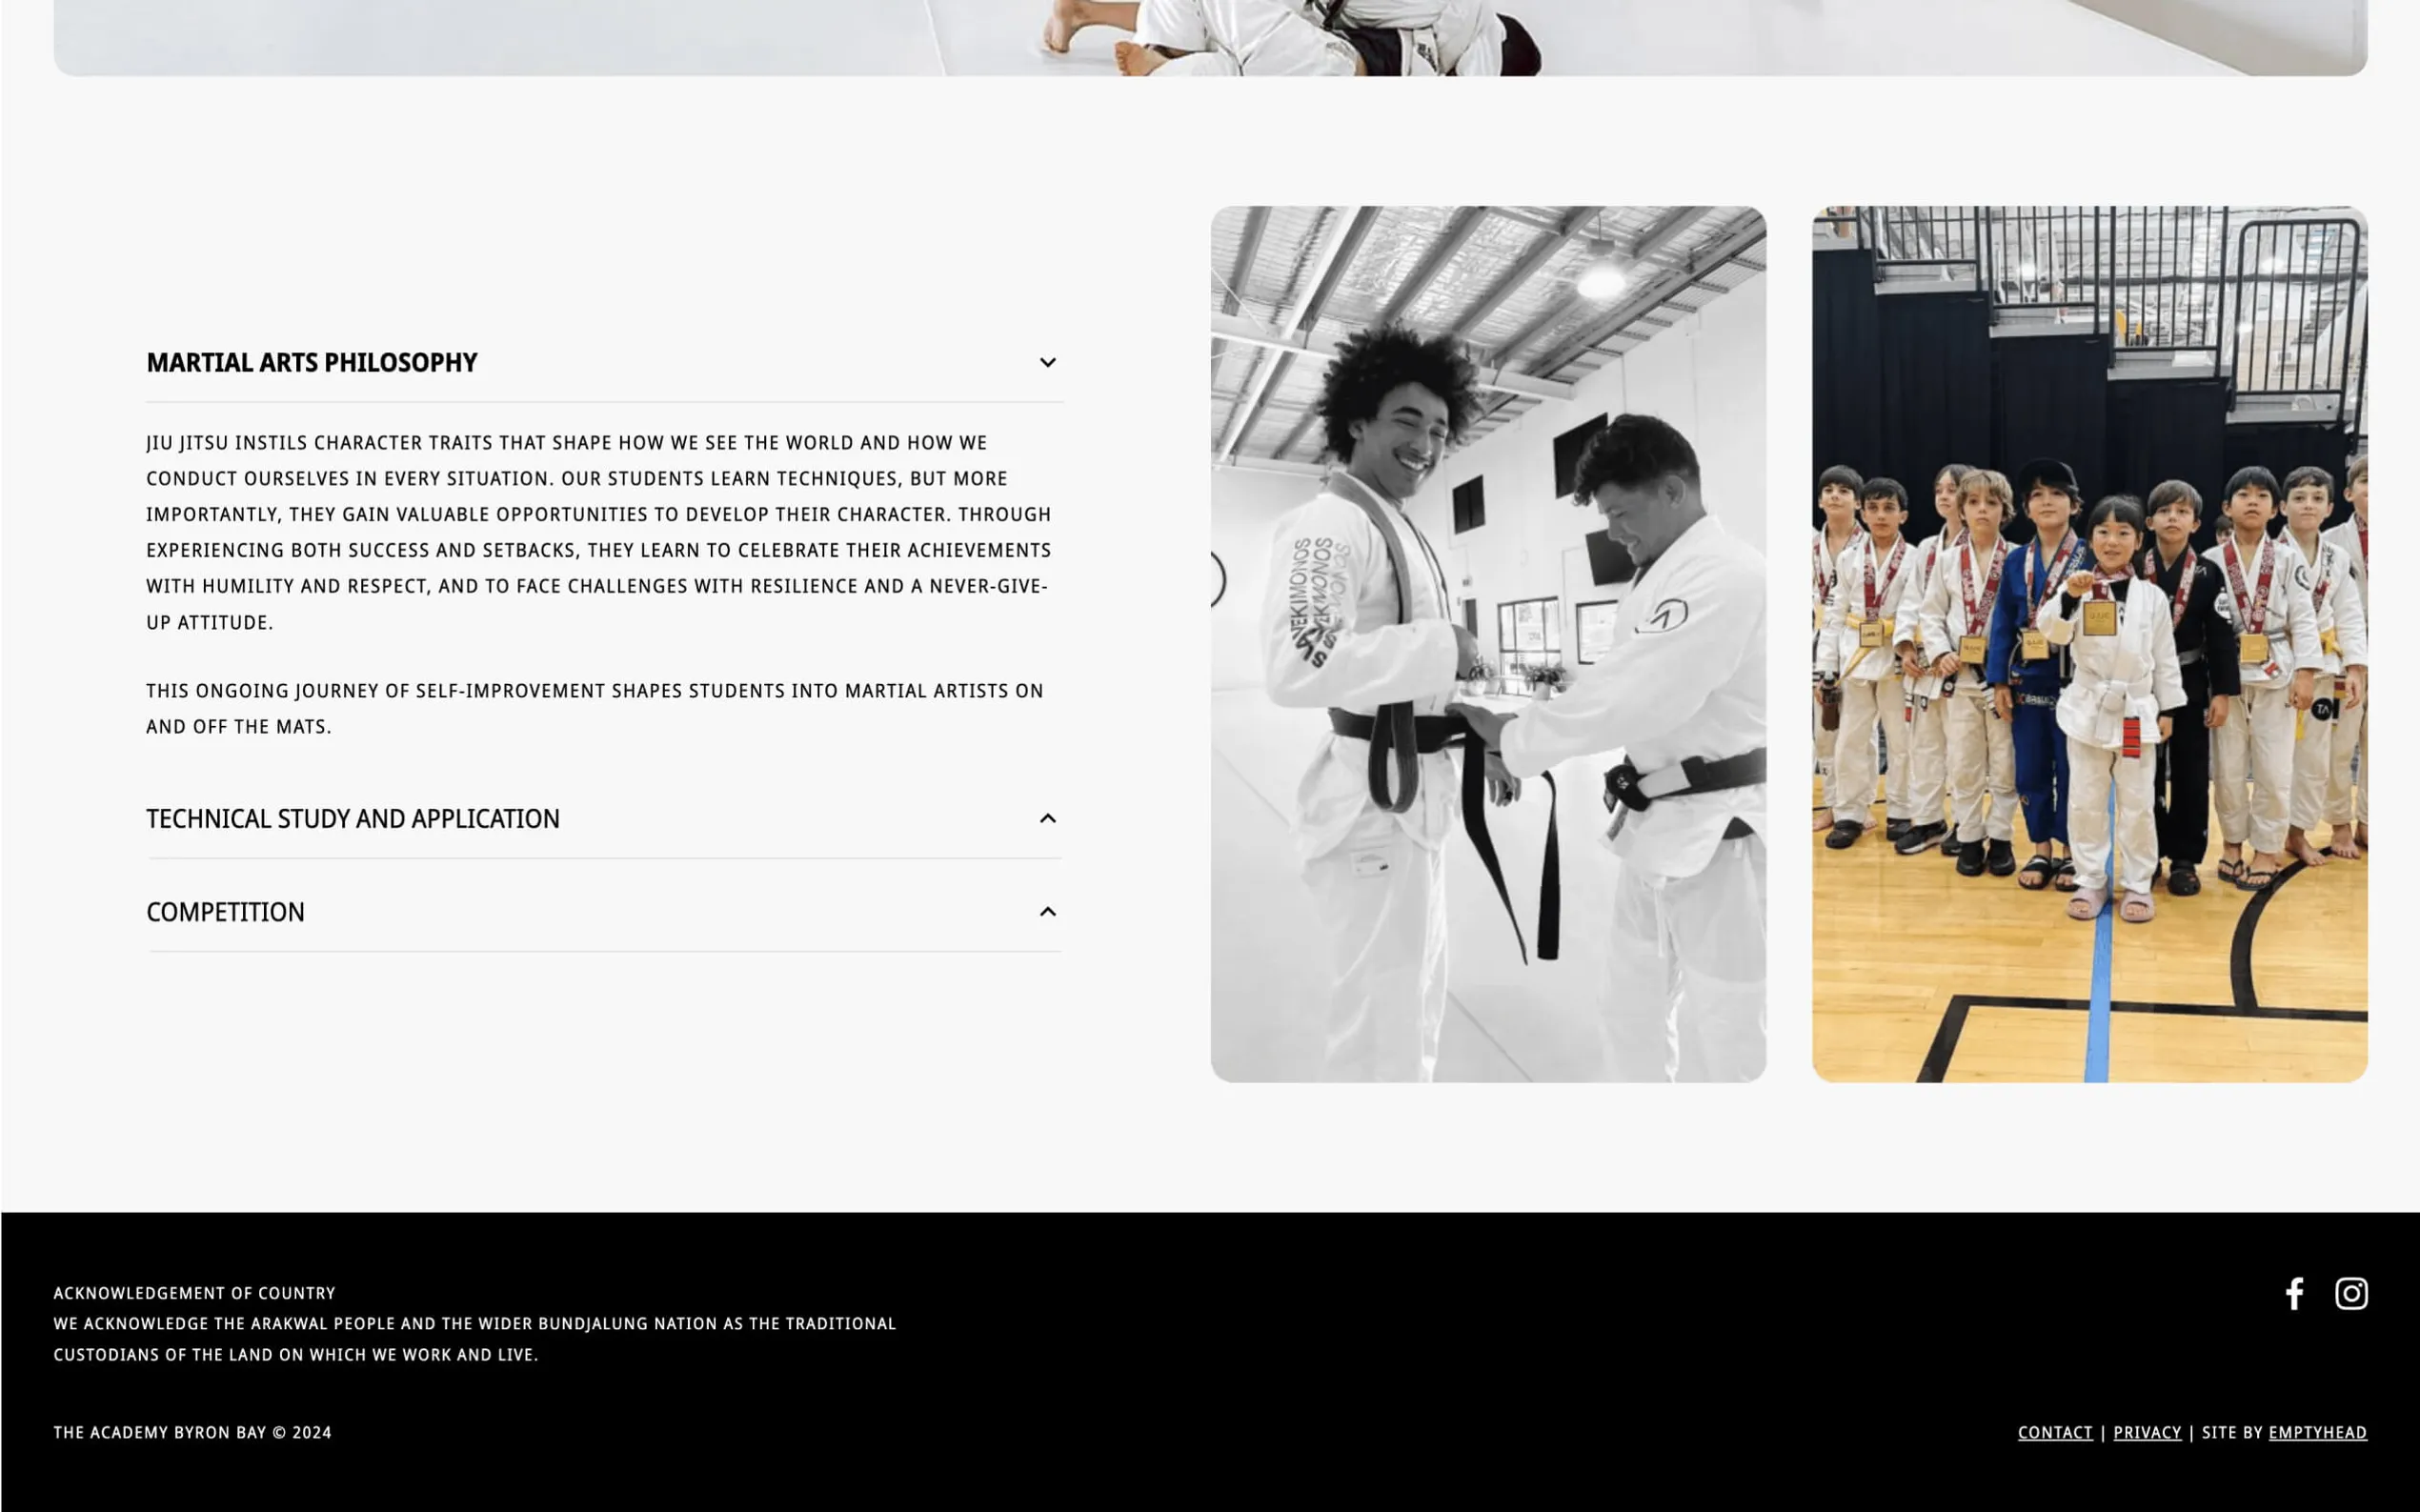 MARTIAL ARTS PHILOSOPHY
JIU JITSU INSTILS CHARACTER TRAITS THAT SHAPE HOW WE SEE THE WORLD AND HOW WE
CONDUCT OURSELVES IN EVERY SITUATION. OUR STUDENTS LEARN TECHNIQUES, BUT MORE
IMPORTANTLY, THEY GAIN VALUABLE OPPORTUNITIES TO DEVELOP THEIR CHARACTER. THROUGH
EXPERIENCING BOTH SUCCESS AND SETBACKS, THEY LEARN TO CELEBRATE THEIR ACHIEVEMENTS
WITH HUMILITY AND RESPECT, AND TO FACE CHALLENGES WITH RESILIENCE AND A NEVER-GIVE-
UP ATTITUDE.
THIS ONGOING JOURNEY OF SELF-IMPROVEMENT SHAPES STUDENTS INTO MARTIAL ARTISTS ON
AND OFF THE MATS.
TECHNICAL STUDY AND APPLICATION
COMPETITION
TA
ACKNOWLEDGEMENT OF COUNTRY
WE ACKNOWLEDGE THE ARAKWAL PEOPLE AND THE WIDER BUNDJALUNG NATION AS THE TRADITIONAL
CUSTODIANS OF THE LAND ON WHICH WE WORK AND LIVE.
THE ACADEMY BYRON BAY © 2024
CONTACT | PRIVACY | SITE BY EMPTYHEAD